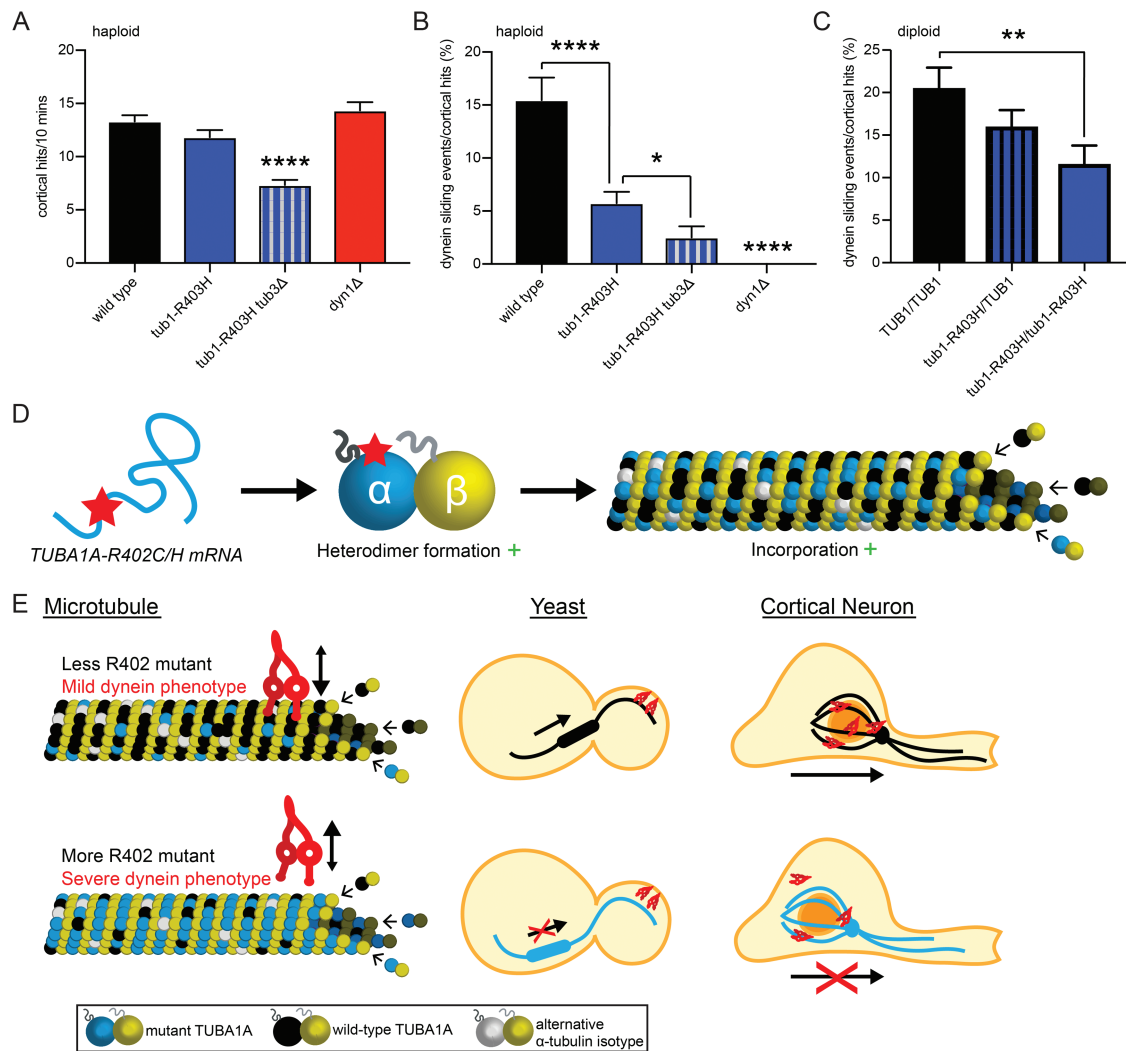 A
haploid
cortical hits/10 mins
20
15
10
5
0
****
wild type
tub1-R403H
tub1-R403H tub3Δ
dyn1Δ
B
haploid
dynein sliding events/cortical hits (%)
20
15
10
5
0
****
*
****
wild type
tub1-R403H
tub1-R403H tub3Δ
dyn1Δ
C
diploid
dynein sliding events/cortical hits (%)
25
20
15
10
5
0
**
TUB1/TUB1
tub1-R403H/TUB1
tub1-R403H/tub1-R403H
D
TUBA1A-R402C/H mRNA
α
β
Heterodimer formation +
Incorporation +
E
Microtubule
Yeast
Cortical Neuron
Less R402 mutant
Mild dynein phenotype
More R402 mutant
Severe dynein phenotype
mutant TUBA1A
wild-type TUBA1A
alternative
α-tubulin isotype